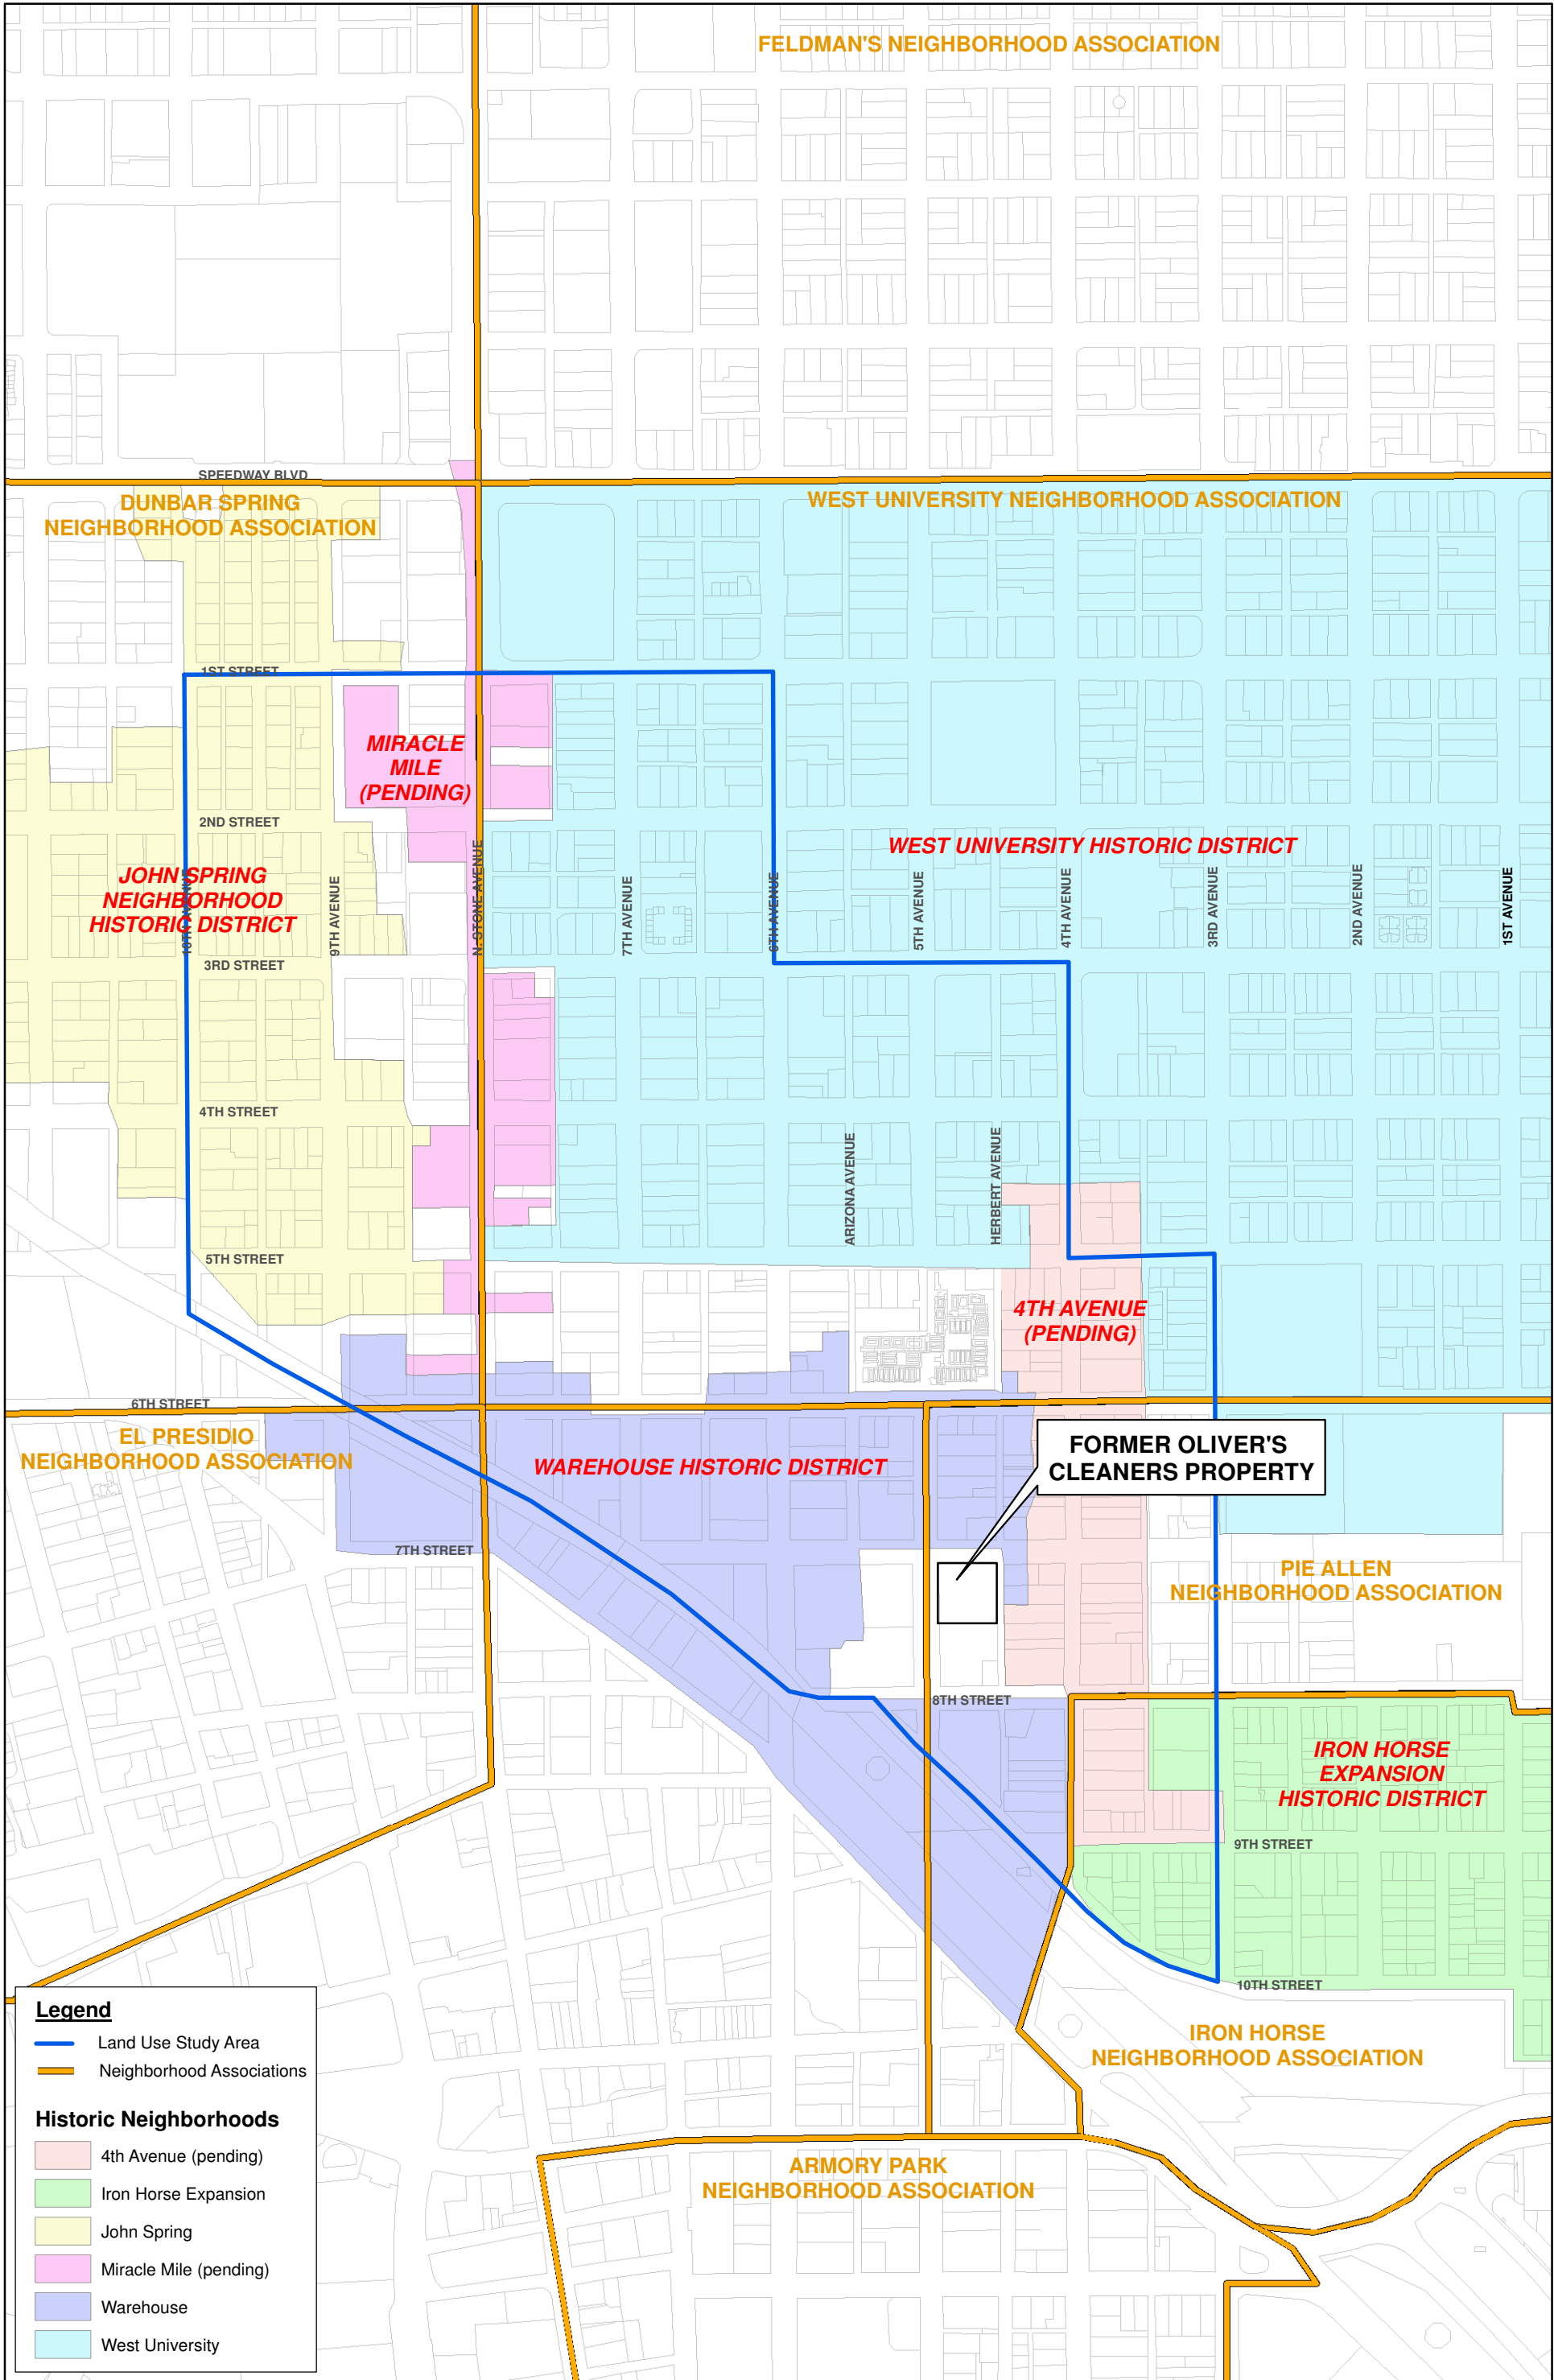 FELDMAN'S NEIGHBORHOOD ASSOCIATION
SPEEDWAY BLVD
DUNBAR SPRING
NEIGHBORHOOD ASSOCIATION
WEST UNIVERSITY NEIGHBORHOOD ASSOCIATION
1ST STREET
MIRACLE
MILE
(PENDING)
2ND STREET
WEST UNIVERSITY HISTORIC DISTRICT
JOHN SPRING
NEIGHBORHOOD
HISTORIC DISTRICT
10TH AVENUE
9TH AVENUE
N. STONE AVENUE
7TH AVENUE
6TH AVENUE
5TH AVENUE
4TH AVENUE
3RD AVENUE
2ND AVENUE
1ST AVENUE
3RD STREET
4TH STREET
ARIZONA AVENUE
HERBERT AVENUE
5TH STREET
4TH AVENUE
(PENDING)
6TH STREET
EL PRESIDIO
NEIGHBORHOOD ASSOCIATION
WAREHOUSE HISTORIC DISTRICT
FORMER OLIVER'S
CLEANERS PROPERTY
7TH STREET
PIE ALLEN
NEIGHBORHOOD ASSOCIATION
8TH STREET
IRON HORSE
EXPANSION
HISTORIC DISTRICT
9TH STREET
10TH STREET
IRON HORSE
NEIGHBORHOOD ASSOCIATION
ARMORY PARK
NEIGHBORHOOD ASSOCIATION
Legend
Land Use Study Area
Neighborhood Associations
Historic Neighborhoods
4th Avenue (pending)
Iron Horse Expansion
John Spring
Miracle Mile (pending)
Warehouse
West University